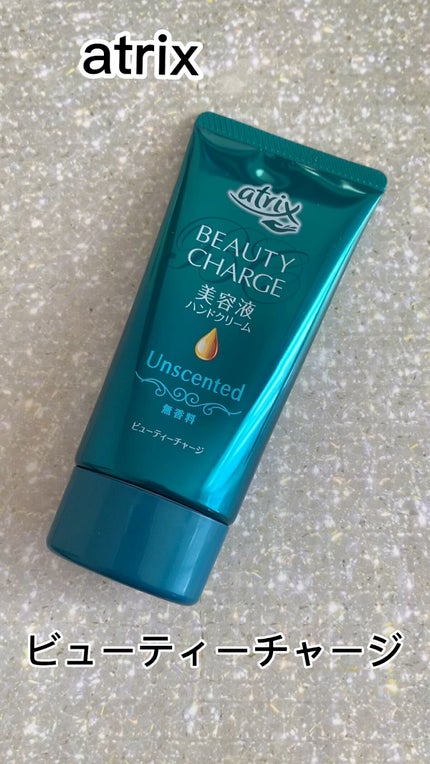 atrix
atrix
BEAUTY
CHARGE
美容液
ハンドクリーム
Unscented
無香料
ビューティーチャージ
ビューティーチャージ